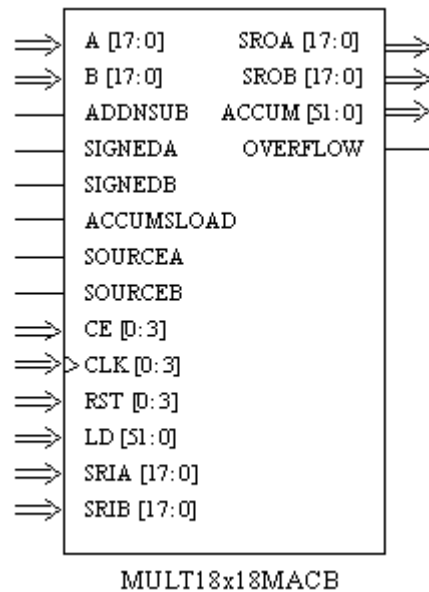 A [17:0] SROA [17:0]
B [17:0] SROB [17:0]
ADDNSUB ACCUM [51:0]
SIGNEDA OVERFLOW
SIGNEDB
ACCUMSLOAD
SOURCEA
SOURCEB
CE [0:3]
CLK [0:3]
RST [0:3]
LD [51:0]
SRIA [17:0]
SRIB [17:0]
MULT18x18MACB